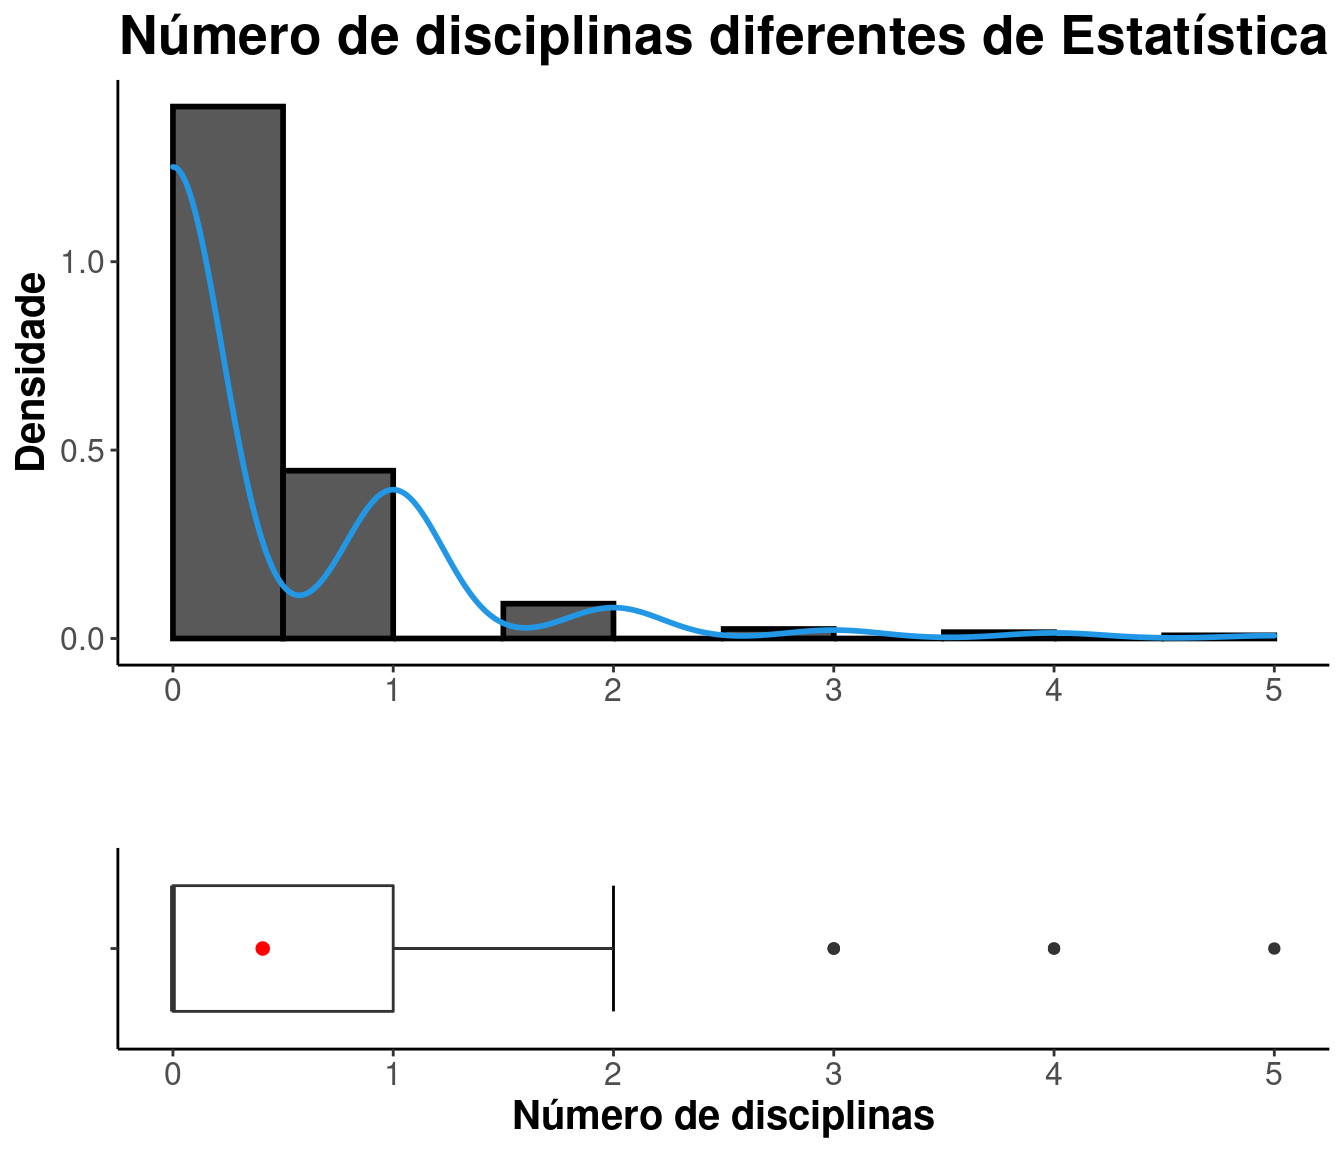 Número de disciplinas diferentes de Estatística
Densidade
1.0
0.5
0.0
0 1 2 3 4 5
0 1 2 3 4 5
Número de disciplinas